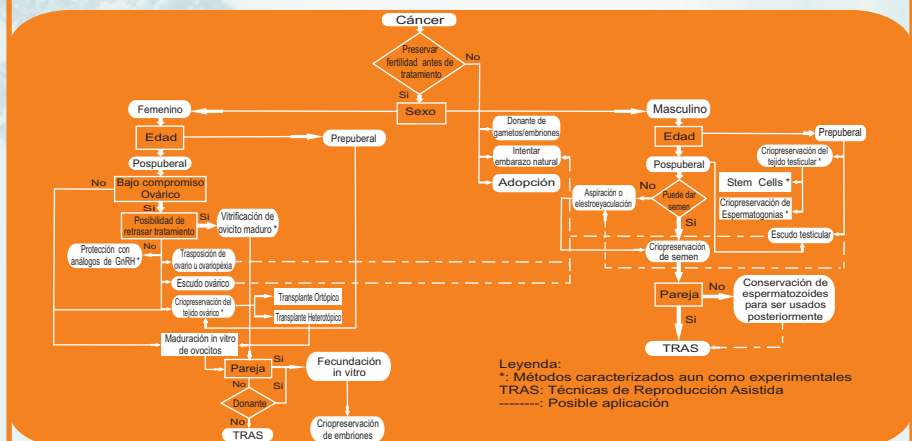 Cáncer
Preservar
fertilidad antes de
tratamiento
No
Si
Sexo
Femenino
Masculino
Edad
Prepuberal
Pospuberal
No
Bajo compromiso
Ovárico
Si
Posibilidad de
retrasar tratamiento
Si
Vitrificación de
ovicito maduro *
No
Protección con
análogos de GnRH *
Trasposición de
ovario u ovariopéxia
Escudo ovárico
Criopreservación del
tejido ovárico *
Transplante Ortópico
Transplante Heterotópico
Maduración in vitro
de ovocitos
Pareja
Si
No
Si
Donante
No
TRAS
Fecundación
in vitro
Criopreservación
de embriones
Donante de
gametos/embriones
Intentar
embarazo natural
Adopción
Edad
Prepuberal
Pospuberal
Criopreservación del
tejido testicular *
Stem Cells *
Criopreservación de
Espermatogonias *
Escudo testicular
Puede dar
semen
No
Aspiración o
elestroeyaculación
Si
Criopreservación
de semen
Pareja
No
Conservación de
espermatozoides
para ser usados
posteriormente
Si
TRAS
Leyenda:
*: Métodos caracterizados aun como experimentales
TRAS: Técnicas de Reproducción Asistida
--------: Posible aplicación